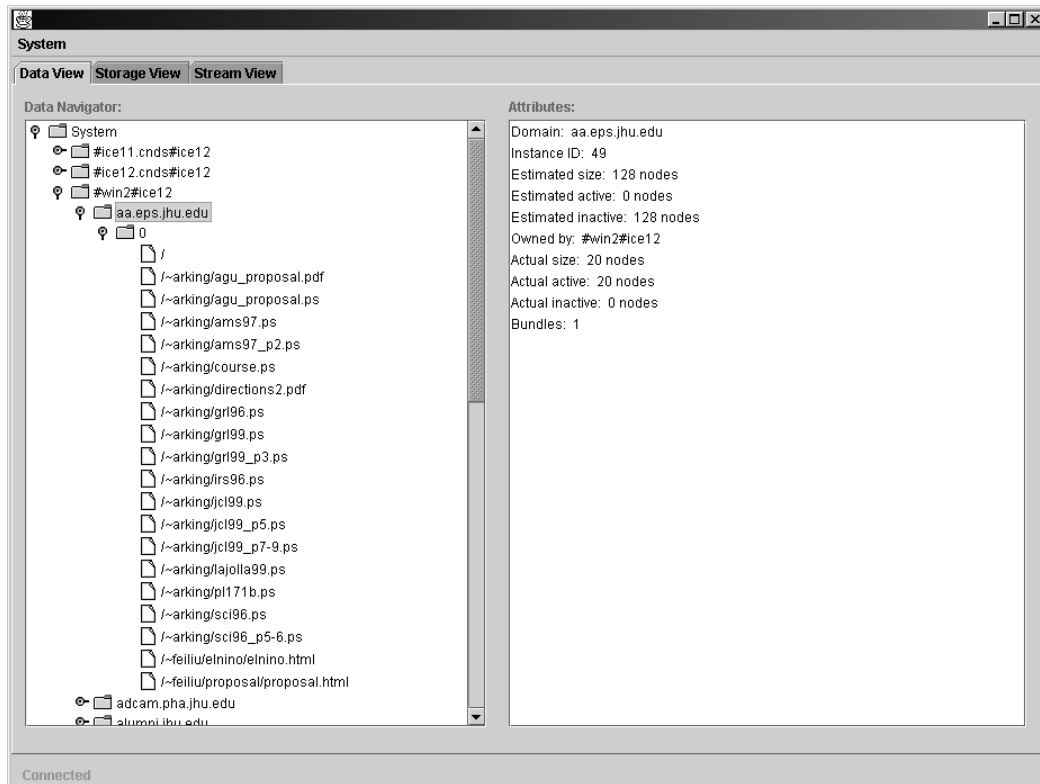 System
Data View Storage View Stream View
Data Navigator:
System
#ice11.cnds#ice12
#ice12.cnds#ice12
#win2#ice12
aa.eps.jhu.edu
0
/
/~arking/agu_proposal.pdf
/~arking/agu_proposal.ps
/~arking/ams97.ps
/~arking/ams97_p2.ps
/~arking/course.ps
/~arking/directions2.pdf
/~arking/grl96.ps
/~arking/grl99.ps
/~arking/grl99_p3.ps
/~arking/irs96.ps
/~arking/jcl99.ps
/~arking/jcl99_p5.ps
/~arking/jcl99_p7-9.ps
/~arking/lajolla99.ps
/~arking/pl171b.ps
/~arking/sci96.ps
/~arking/sci96_p5-6.ps
/~feiliu/elnino/elnino.html
/~feiliu/proposal/proposal.html
adcam.pha.jhu.edu
alumni.jhu.edu
Attributes:
Domain: aa.eps.jhu.edu
Instance ID: 49
Estimated size: 128 nodes
Estimated active: 0 nodes
Estimated inactive: 128 nodes
Owned by: #win2#ice12
Actual size: 20 nodes
Actual active: 20 nodes
Actual inactive: 0 nodes
Bundles: 1
Connected